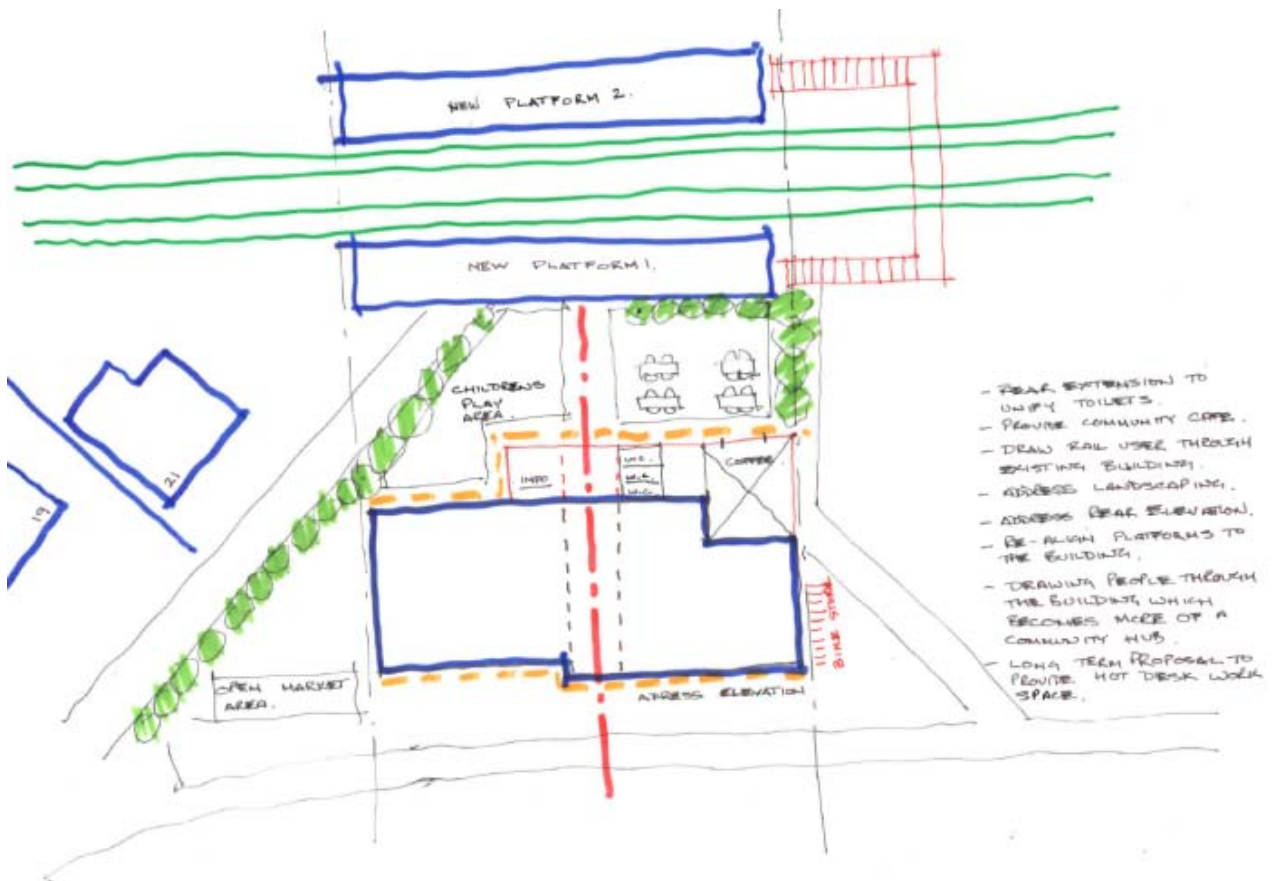 NEW PLATFORM 2.
NEW PLATFORM 1.
CHILDRENS
PLAY
AREA.
INFO
W.C.
W.C.
W.C.
COFFEE
21
19
OPEN MARKET
AREA.
ADRESS ELEVATION
BIKE STORE
- REAR EXTENSION TO
UNIFY TOILETS.
- PROVIDE COMMUNITY CAFE.
- DRAW RAIL USER THROUGH
EXISTING BUILDING.
- ADDRESS LANDSCAPING.
- ADDRESS REAR ELEVATION.
- RE-ALIGN PLATFORMS TO
THE BUILDING.
- DRAWING PEOPLE THROUGH
THE BUILDING WHICH
BECOMES MORE OF A
COMMUNITY HUB.
- LONG TERM PROPOSAL TO
PROVIDE HOT DESK WORK
SPACE.